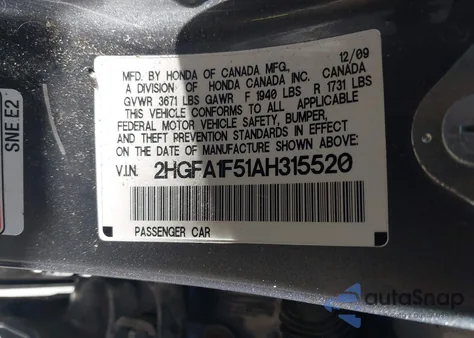 12/09
MFD. BY HONDA OF CANADA MFG.
A DIVISION OF HONDA CANADA INC. CANADA
GVWR 3671 LBS GAWR F 1940 LBS R 1731 LBS
THIS VEHICLE CONFORMS TO ALL APPLICABLE
FEDERAL MOTOR VEHICLE SAFETY, BUMPER,
AND THEFT PREVENTION STANDARDS IN EFFECT
ON THE DATE OF MANUFACTURE SHOWN ABOVE.
V.I.N. 2HGFA1F51AH315520
PASSENGER CAR
SNE E2
autoSnap